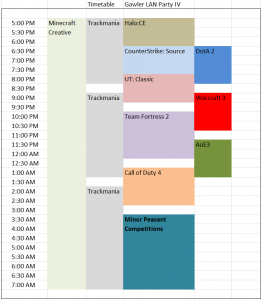 Timetable Gawler LAN Party IV
5:00 PM Minecraft Trackmania Halo:CE
5:30 PM Creative
6:00 PM
6:30 PM CounterStrike: Source DotA 2
7:00 PM
7:30 PM
8:00 PM UT: Classic
8:30 PM
9:00 PM Trackmania Warcraft 3
9:30 PM
10:00 PM Team Fortress 2
10:30 PM
11:30 PM AoE3
12:00 AM
12:30 AM
1:00 AM Call of Duty 4
1:30 AM
2:00 AM Trackmania
2:30 AM
3:00 AM
3:30 AM Minor Peasant
4:00 AM Competitions
4:30 AM
5:00 AM
5:30 AM
6:00 AM
6:30 AM
7:00 AM